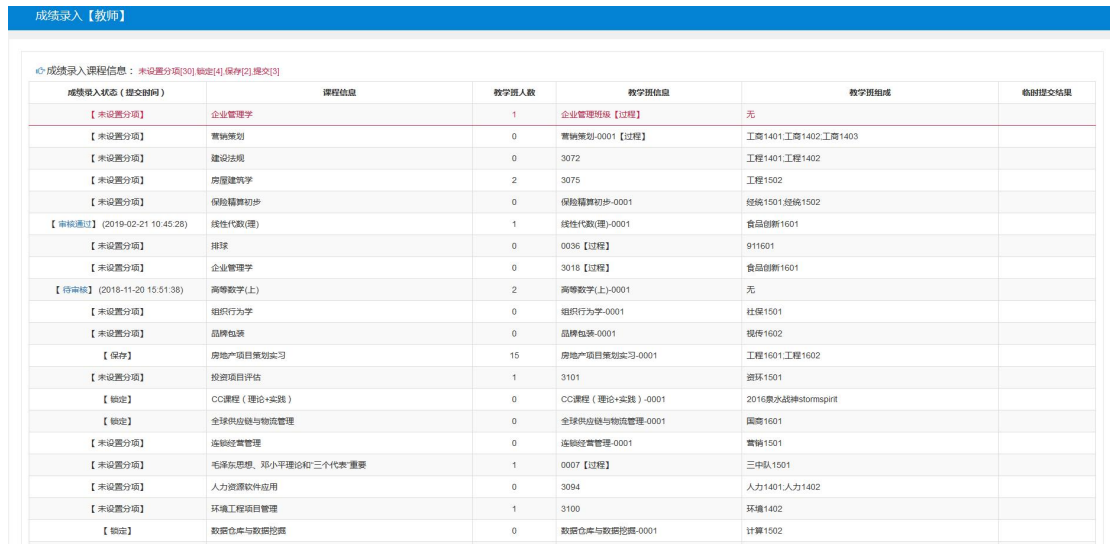 成绩录入【教师】
成绩录入课程信息： 未设置分项[30],锁定[4],保存[2],提交[3]
成绩录入状态（提交时间） 课程信息 教学班人数 教学班信息 教学班组成 临时提交结果
【 未设置分项】 企业管理学 1 企业管理班级【过程】 无
【 未设置分项】 营销策划 0 营销策划-0001【过程】 工商1401;工商1402;工商1403
【 未设置分项】 建设法规 0 3072 工程1401;工程1402
【 未设置分项】 房屋建筑学 2 3075 工程1502
【 未设置分项】 保险精算初步 0 保险精算初步-0001 经统1501;经统1502
【 审核通过】 (2019-02-21 10:45:28) 线性代数(理) 1 线性代数(理)-0001 食品创新1601
【 未设置分项】 排球 0 0036【过程】 911601
【 未设置分项】 企业管理学 0 3018【过程】 食品创新1601
【 待审核】 (2018-11-20 15:51:38) 高等数学(上) 2 高等数学(上)-0001 无
【 未设置分项】 组织行为学 0 组织行为学-0001 社保1501
【 未设置分项】 品牌包装 0 品牌包装-0001 视传1602
【 保存】 房地产项目策划实习 15 房地产项目策划实习-0001 工程1601;工程1602
【 未设置分项】 投资项目评估 1 3101 资环1501
【 锁定】 CC课程（理论+实践） 0 CC课程（理论+实践）-0001 2016泉水战神stormspirit
【 锁定】 全球供应链与物流管理 0 全球供应链与物流管理-0001 国商1601
【 未设置分项】 连锁经营管理 0 连锁经营管理-0001 营销1501
【 未设置分项】 毛泽东思想、邓小平理论和“三个代表”重要 1 0007【过程】 三中队1501
【 未设置分项】 人力资源软件应用 0 3094 人力1401;人力1402
【 未设置分项】 环境工程项目管理 1 3100 环境1402
【 锁定】 数据仓库与数据挖掘 0 数据仓库与数据挖掘-0001 计算1502